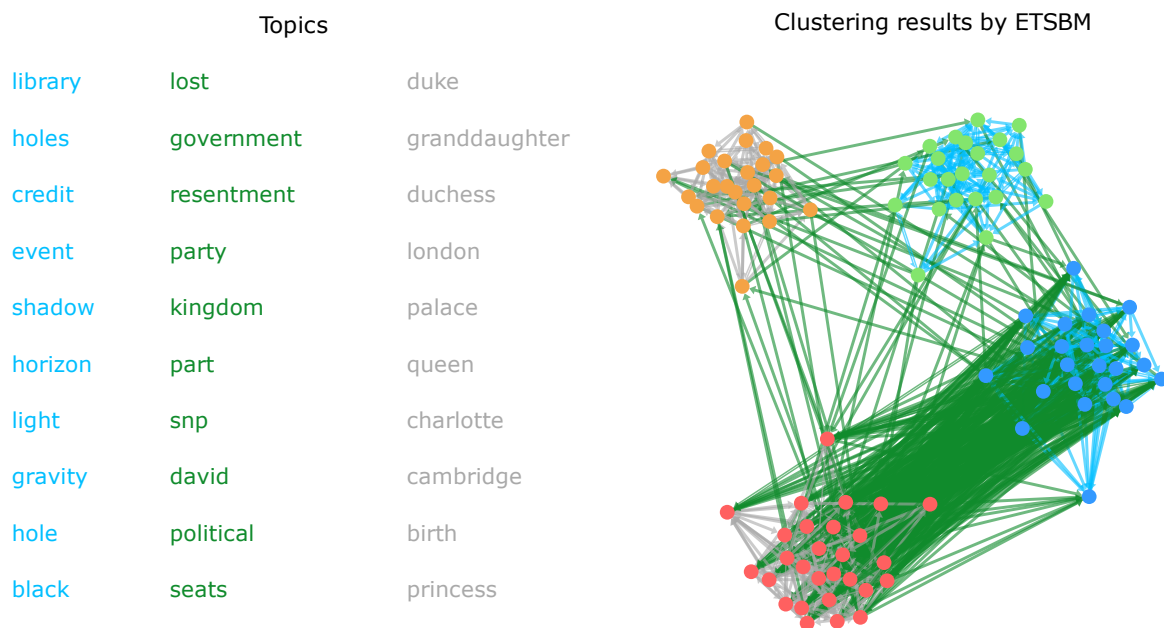 Topics
Clustering results by ETSBM
library lost duke
holes government granddaughter
credit resentment duchess
event party london
shadow kingdom palace
horizon part queen
light snp charlotte
gravity david cambridge
hole political birth
black seats princess